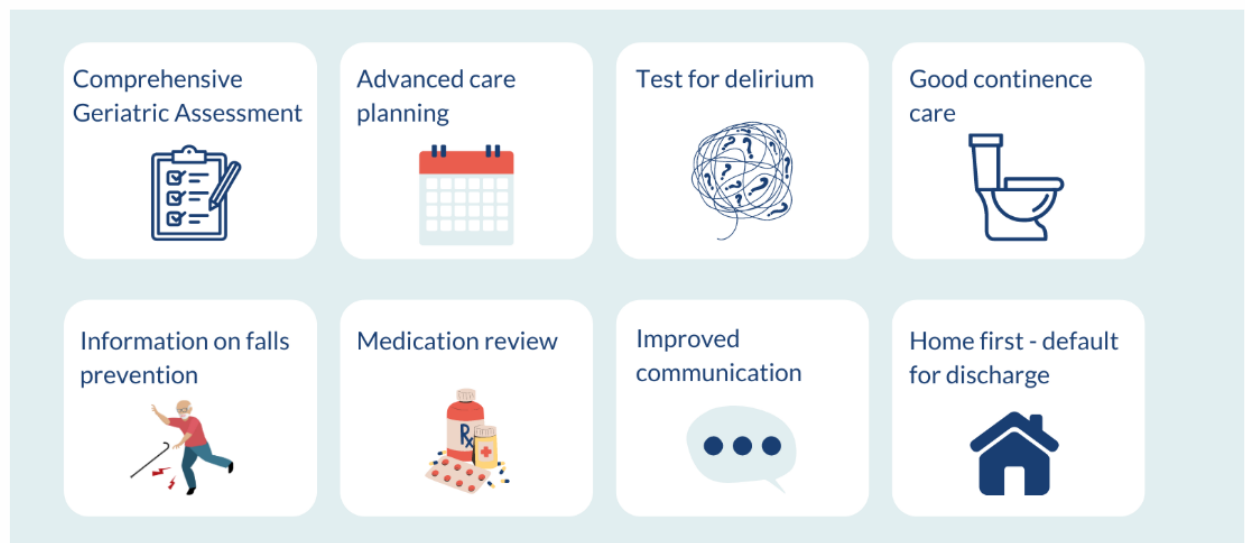 Comprehensive
Geriatric Assessment
Advanced care
planning
Test for delirium
Good continence
care
Information on falls
prevention
Medication review
Rx
Improved
communication
Home first - default
for discharge